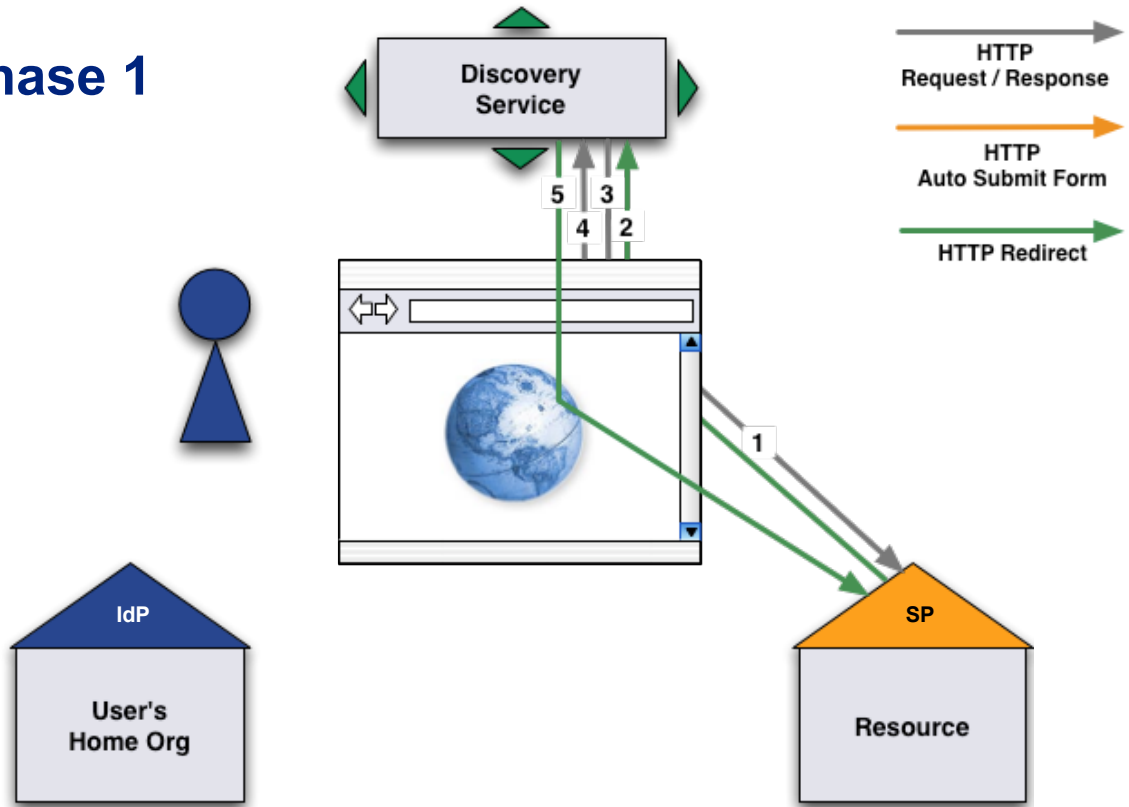 hase 1
Discovery
Service
HTTP
Request / Response
HTTP
Auto Submit Form
HTTP Redirect
5
3
4
2
1
IdP
User's
Home Org
SP
Resource